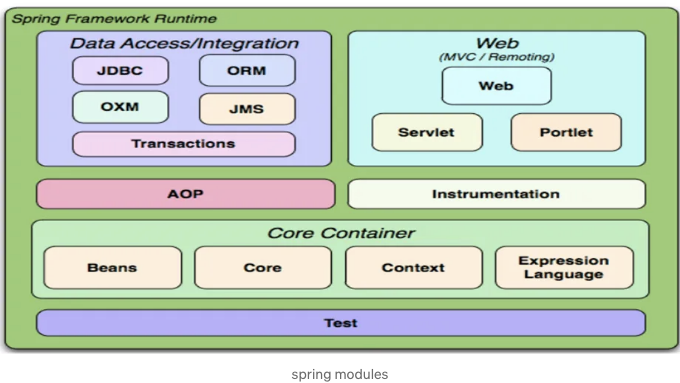 Spring Framework Runtime
Data Access/Integration
JDBC
ORM
OXM
JMS
Transactions
Web
(MVC / Remoting)
Web
Servlet
Portlet
AOP
Instrumentation
Core Container
Beans
Core
Context
Expression
Language
Test
spring modules